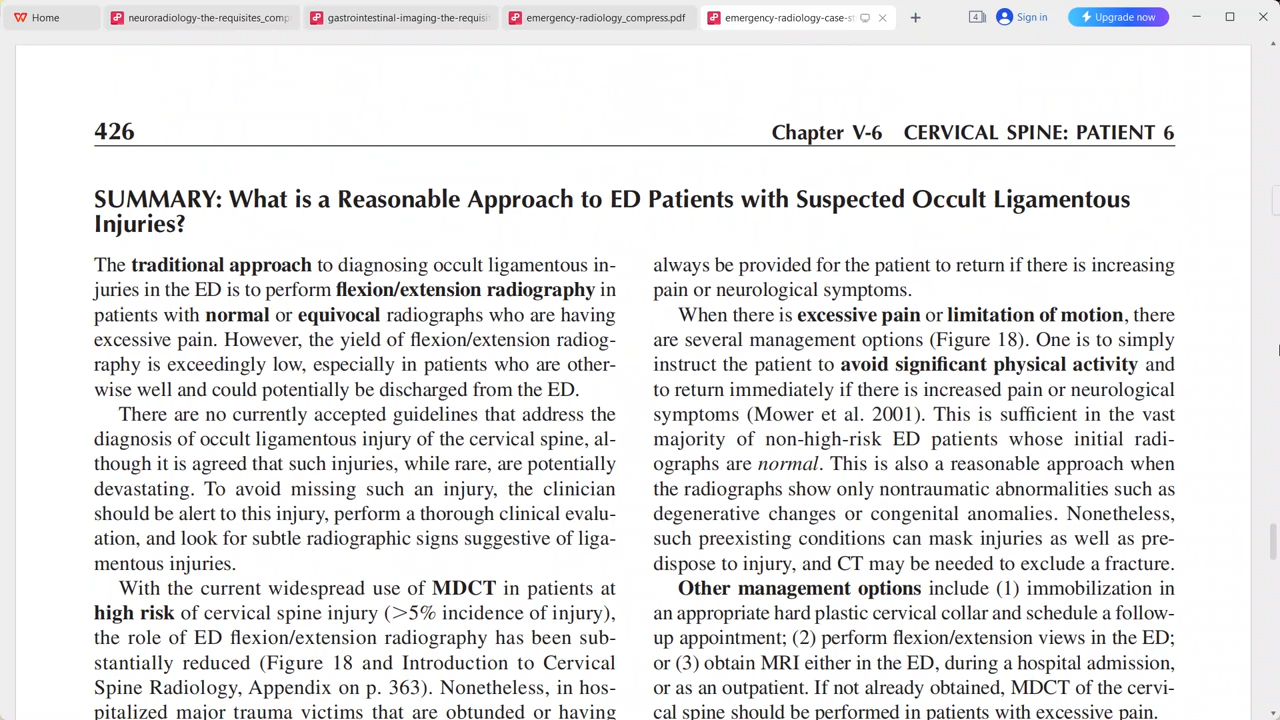 Home
neuroradiology-the-requisites_comp
gastrointestinal-imaging-the-requisit
emergency-radiology_compress.pdf
emergency-radiology-case-st
4
Sign in
Upgrade now
426
Chapter V-6 CERVICAL SPINE: PATIENT 6
SUMMARY: What is a Reasonable Approach to ED Patients with Suspected Occult Ligamentous
Injuries?
The traditional approach to diagnosing occult ligamentous in-
juries in the ED is to perform flexion/extension radiography in
patients with normal or equivocal radiographs who are having
excessive pain. However, the yield of flexion/extension radiog-
raphy is exceedingly low, especially in patients who are other-
wise well and could potentially be discharged from the ED.
There are no currently accepted guidelines that address the
diagnosis of occult ligamentous injury of the cervical spine, al-
though it is agreed that such injuries, while rare, are potentially
devastating. To avoid missing such an injury, the clinician
should be alert to this injury, perform a thorough clinical evalu-
ation, and look for subtle radiographic signs suggestive of liga-
mentous injuries.
With the current widespread use of MDCT in patients at
high risk of cervical spine injury (>5% incidence of injury),
the role of ED flexion/extension radiography has been sub-
stantially reduced (Figure 18 and Introduction to Cervical
Spine Radiology, Appendix on p. 363). Nonetheless, in hos-
pitalized major trauma victims that are obtunded or having
always be provided for the patient to return if there is increasing
pain or neurological symptoms.
When there is excessive pain or limitation of motion, there
are several management options (Figure 18). One is to simply
instruct the patient to avoid significant physical activity and
to return immediately if there is increased pain or neurological
symptoms (Mower et al. 2001). This is sufficient in the vast
majority of non-high-risk ED patients whose initial radi-
ographs are normal. This is also a reasonable approach when
the radiographs show only nontraumatic abnormalities such as
degenerative changes or congenital anomalies. Nonetheless,
such preexisting conditions can mask injuries as well as pre-
dispose to injury, and CT may be needed to exclude a fracture.
Other management options include (1) immobilization in
an appropriate hard plastic cervical collar and schedule a follow-
up appointment; (2) perform flexion/extension views in the ED;
or (3) obtain MRI either in the ED, during a hospital admission,
or as an outpatient. If not already obtained, MDCT of the cervi-
cal spine should be performed in patients with excessive pain.